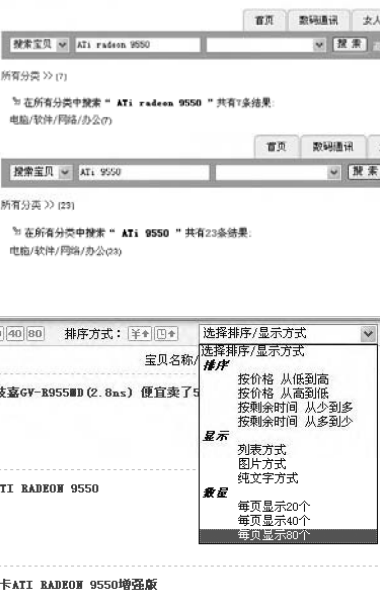 首页 数码通讯 女人
搜索宝贝 ATi radeon 9550 搜 索
所有分类 >> (7)
在所有分类中搜索 “ ATi radeon 9550 ” 共有7条结果:
电脑/软件/网络/办公(7)
首页 数码通讯
搜索宝贝 ATi 9550 搜 索
所有分类 >> (23)
在所有分类中搜索 “ ATi 9550 ” 共有23条结果:
电脑/软件/网络/办公(23)
40 80 排序方式： 选择排序/显示方式
宝贝名称/
选择排序/显示方式
排序
按价格 从低到高
按价格 从高到低
按剩余时间 从少到多
按剩余时间 从多到少
显示
列表方式
图片方式
纯文字方式
数量
每页显示20个
每页显示40个
每页显示80个
技嘉GV-R955WD(2.8ns) 便宜卖了5
TI RADEON 9550
卡ATI RADEON 9550增强版